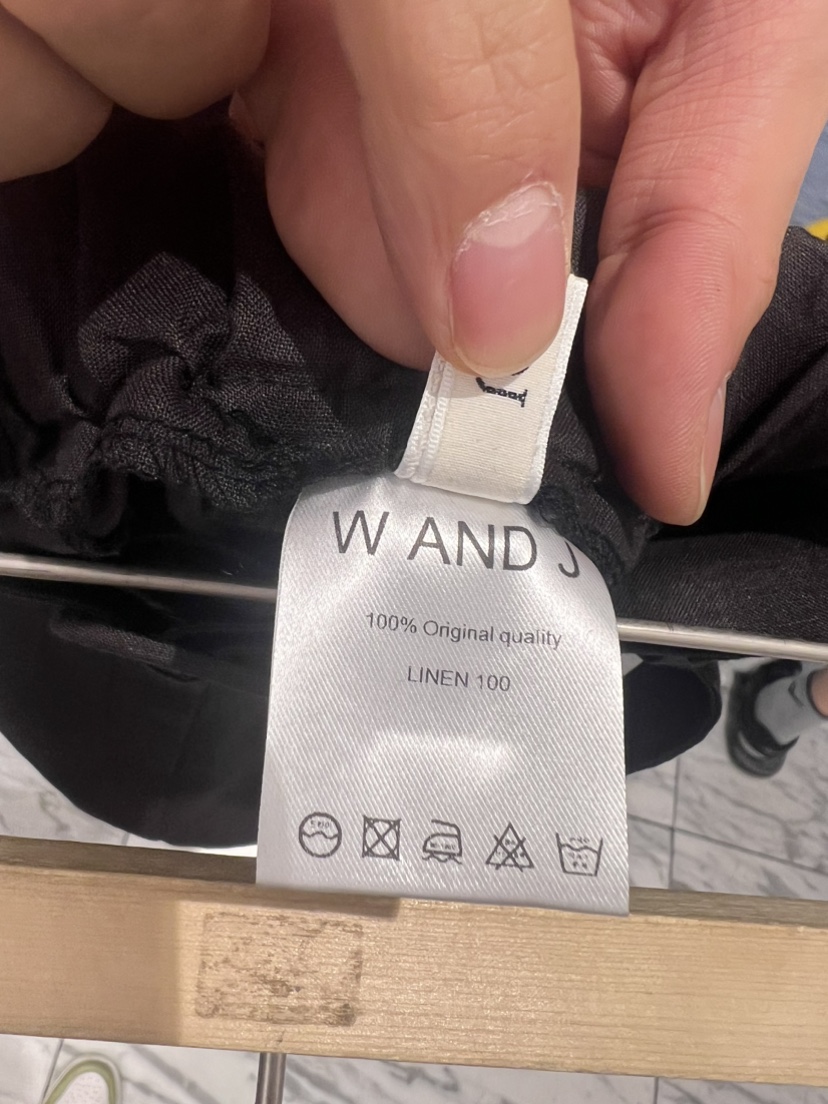 W AND J
100% Original quality
LINEN 100